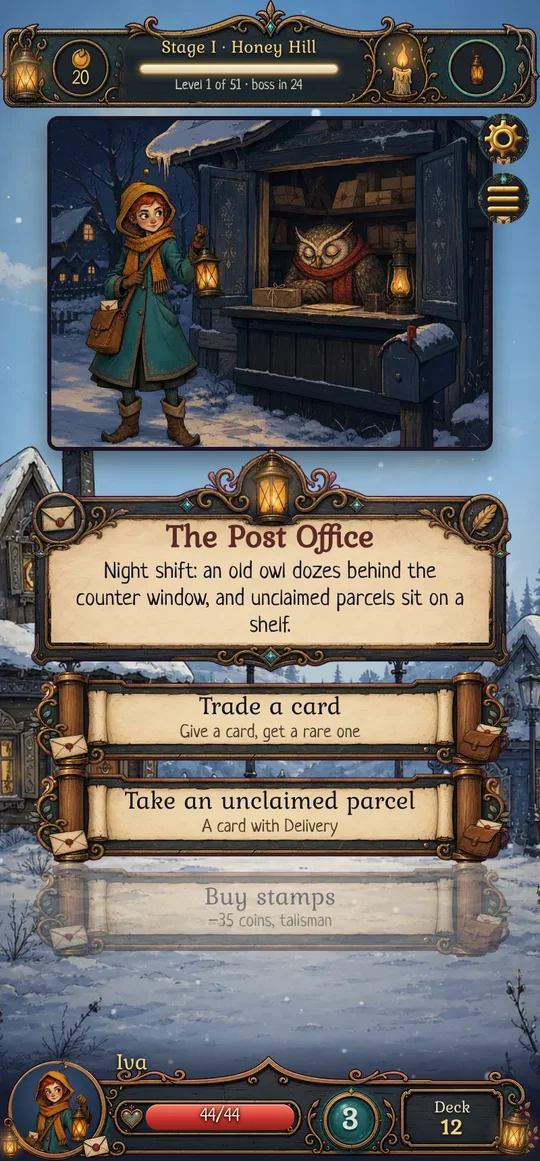 Stage I · Honey Hill
20
Level 1 of 51 · boss in 24
The Post Office
Night shift: an old owl dozes behind the
counter window, and unclaimed parcels sit on a
shelf.
Trade a card
Give a card, get a rare one
Take an unclaimed parcel
A card with Delivery
Buy stamps
−35 coins, talisman
Iva
44/44
3
Deck
12